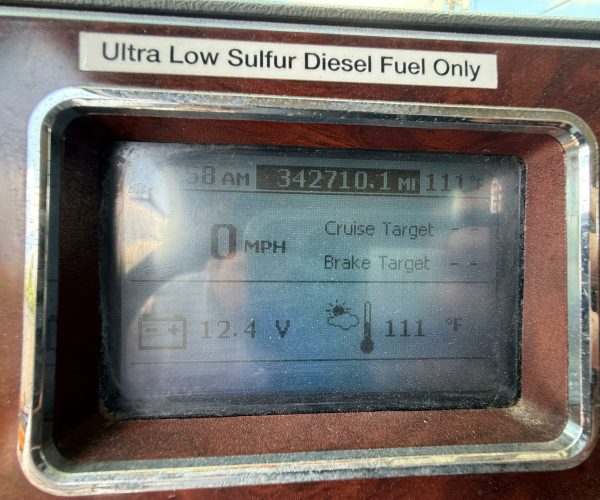 Ultra Low Sulfur Diesel Fuel Only
58 AM 342710.1 MI 111°F
0 MPH
Cruise Target - -
Brake Target - -
- + 12.4 V 111 °F